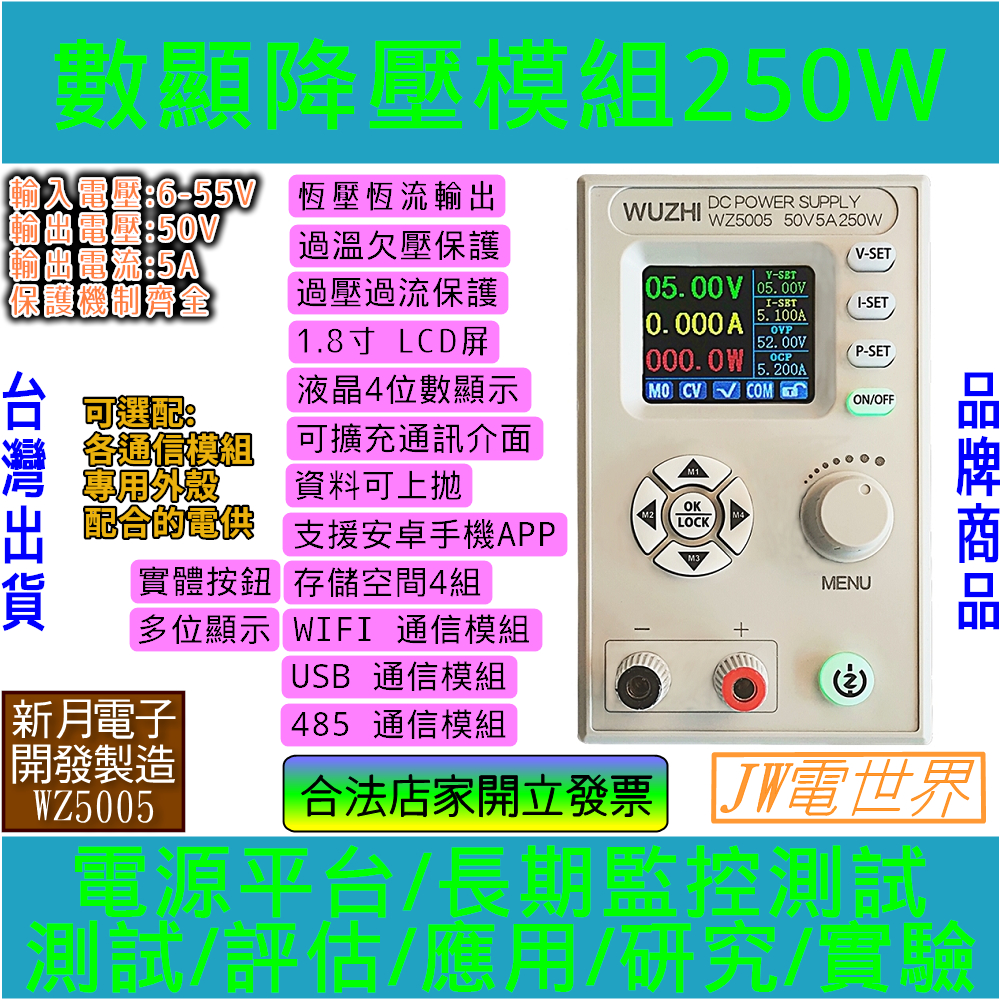 數顯降壓模組250W
輸入電壓:6-55V
輸出電壓:50V
輸出電流:5A
保護機制齊全
恆壓恆流輸出
過溫欠壓保護
過壓過流保護
1.8寸 LCD屏
液晶4位數顯示
可擴充通訊介面
資料可上拋
支援安卓手機APP
實體按鈕
存儲空間4組
多位顯示
WIFI 通信模組
USB 通信模組
485 通信模組
台灣出貨
可選配:
各通信模組
專用外殼
配合的電供
WUZHI
DC POWER SUPPLY
WZ5005 50V5A250W
05.00V
0.000A
000.0W
V-SET
05.00V
I-SET
5.100A
OVP
52.00V
OCP
5.200A
M0 CV COM
V-SET
I-SET
P-SET
ON/OFF
M1
M2
OK
LOCK
M4
M3
MENU
− +
品牌商品
新月電子
開發製造
WZ5005
合法店家開立發票
JW電世界
電源平台/長期監控測試
測試/評估/應用/研究/實驗